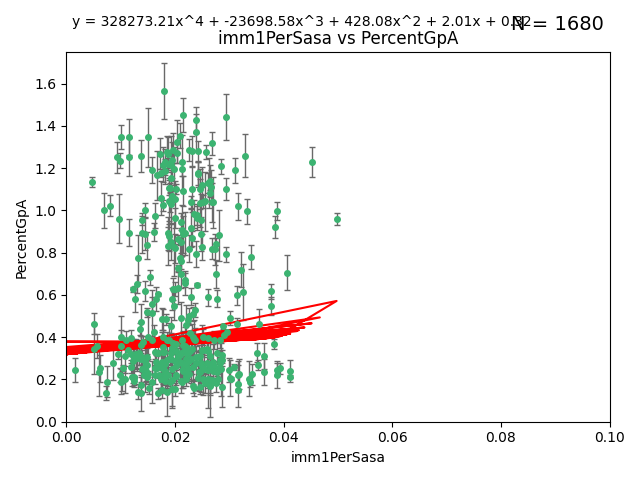 y = 328273.21x^4 + -23698.58x^3 + 428.08x^2 + 2.01x + 0.32
N = 1680
imm1PerSasa vs PercentGpA
PercentGpA
1.6
1.4
1.2
1.0
0.8
0.6
0.4
0.2
0.0
0.00 0.02 0.04 0.06 0.08 0.10
imm1PerSasa